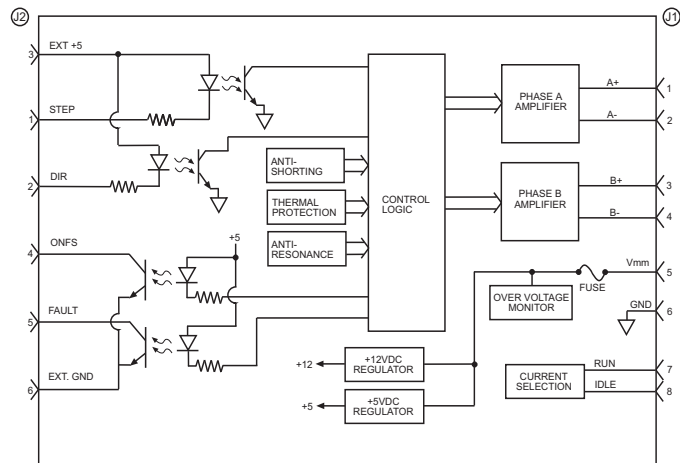 J2
J1
3
EXT +5
1
STEP
2
DIR
4
ONFS
5
FAULT
6
EXT. GND
+5
ANTI-
SHORTING
THERMAL
PROTECTION
ANTI-
RESONANCE
CONTROL
LOGIC
PHASE A
AMPLIFIER
A+
1
A-
2
PHASE B
AMPLIFIER
B+
3
B-
4
Vmm
5
FUSE
OVER VOLTAGE
MONITOR
GND
6
+12
+12VDC
REGULATOR
+5
+5VDC
REGULATOR
CURRENT
SELECTION
RUN
7
IDLE
8